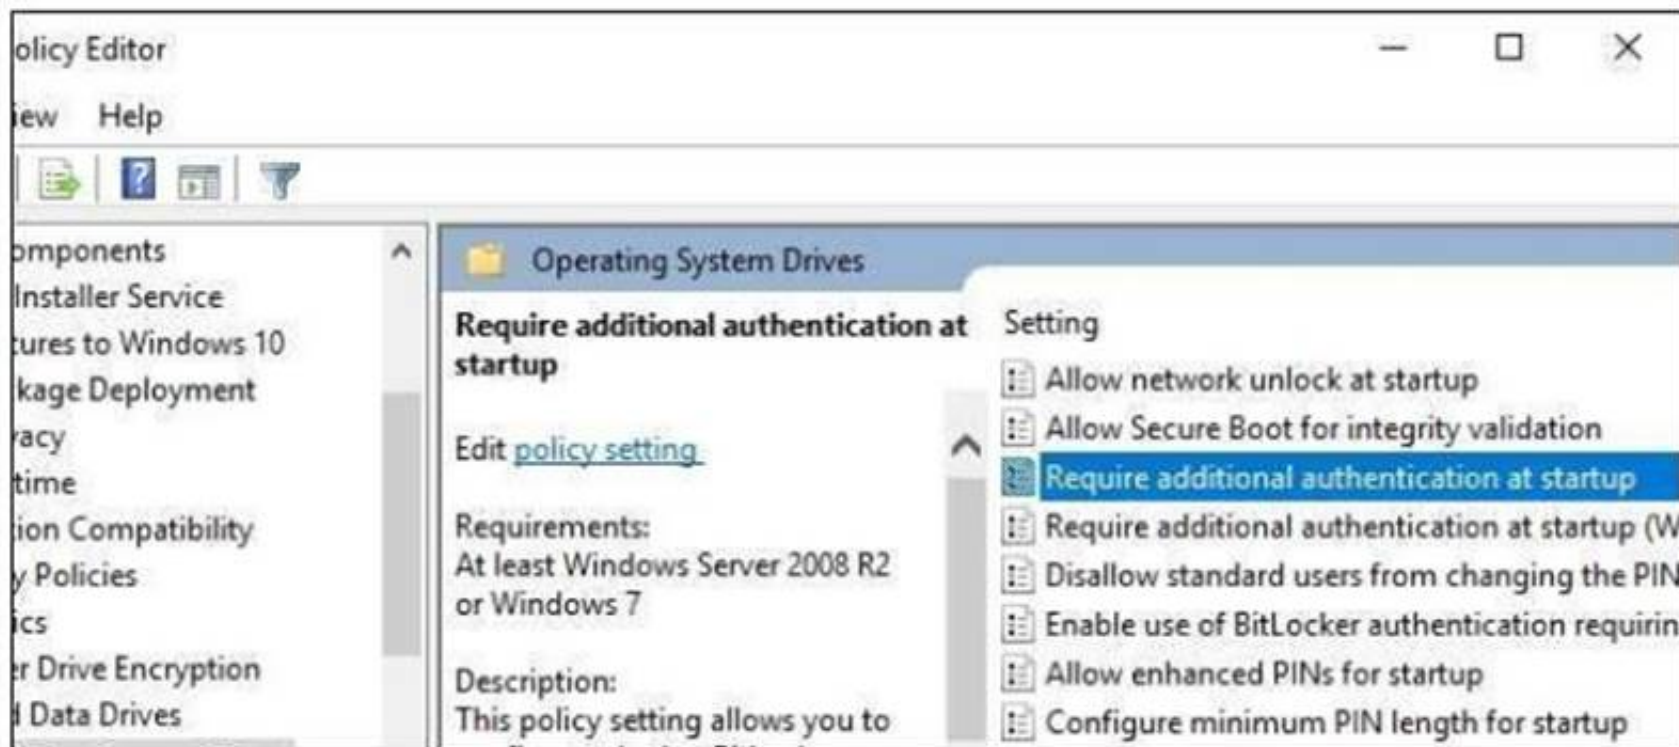 olicy Editor
iew Help
omponents
Installer Service
tures to Windows 10
kage Deployment
vacy
time
ion Compatibility
y Policies
ics
er Drive Encryption
d Data Drives
Operating System Drives
Require additional authentication at
startup
Edit policy setting
Requirements:
At least Windows Server 2008 R2
or Windows 7
Description:
This policy setting allows you to
Setting
Allow network unlock at startup
Allow Secure Boot for integrity validation
Require additional authentication at startup
Require additional authentication at startup (W
Disallow standard users from changing the PIN
Enable use of BitLocker authentication requirin
Allow enhanced PINs for startup
Configure minimum PIN length for startup